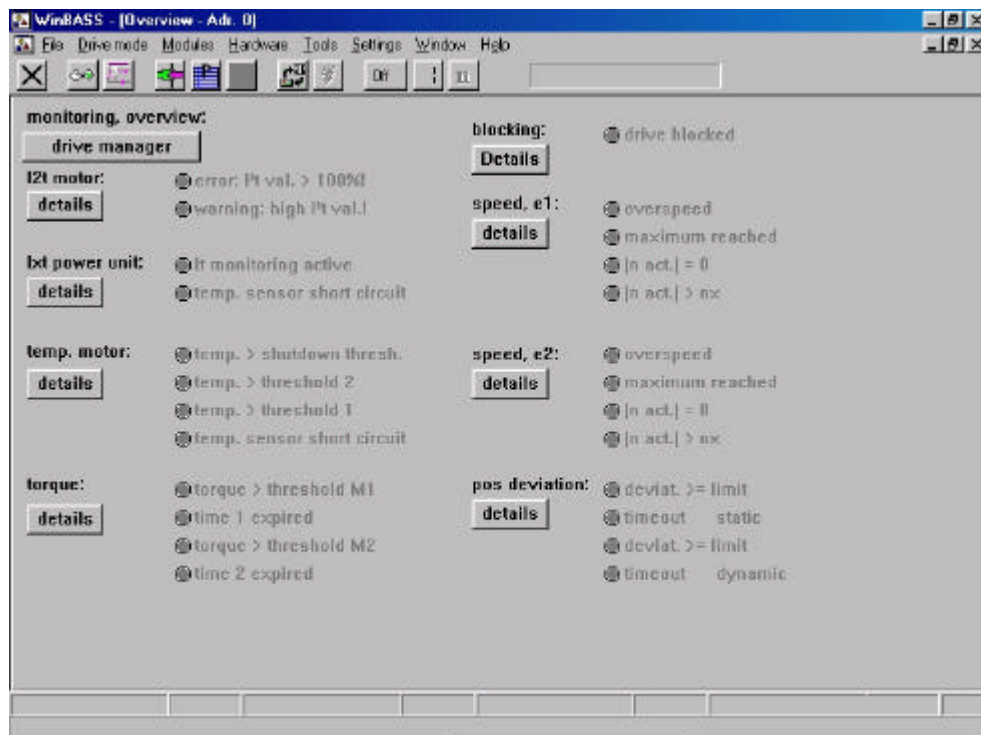 WinBASS - [Overview - Adr. 0]
File Drive mode Modules Hardware Tools Settings Window Help
Off
monitoring, overview:
drive manager
I2t motor:
details
error: I²t val. > 100%!
warning: high I²t val.!
Ixt power unit:
details
It monitoring active
temp. sensor short circuit
temp. motor:
details
temp. > shutdown thresh.
temp. > threshold 2
temp. > threshold 1
temp. sensor short circuit
torque:
details
torque > threshold M1
time 1 expired
torque > threshold M2
time 2 expired
blocking:
Details
drive blocked
speed, e1:
details
overspeed
maximum reached
|n act.| = 0
|n act.| > nx
speed, e2:
details
overspeed
maximum reached
|n act.| = 0
|n act.| > nx
pos deviation:
details
deviat. >= limit
timeout static
deviat. >= limit
timeout dynamic